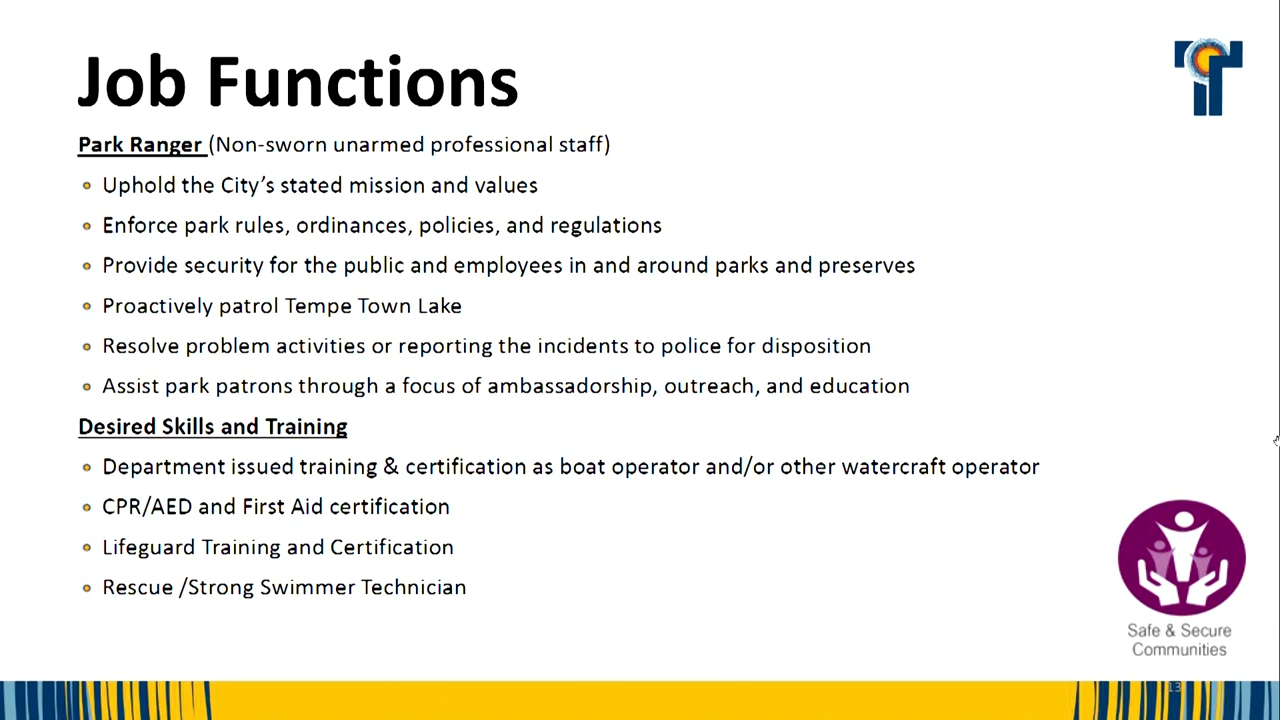 Job Functions
Park Ranger (Non-sworn unarmed professional staff)
Uphold the City’s stated mission and values
Enforce park rules, ordinances, policies, and regulations
Provide security for the public and employees in and around parks and preserves
Proactively patrol Tempe Town Lake
Resolve problem activities or reporting the incidents to police for disposition
Assist park patrons through a focus of ambassadorship, outreach, and education
Desired Skills and Training
Department issued training & certification as boat operator and/or other watercraft operator
CPR/AED and First Aid certification
Lifeguard Training and Certification
Rescue /Strong Swimmer Technician
Safe & Secure
Communities
13